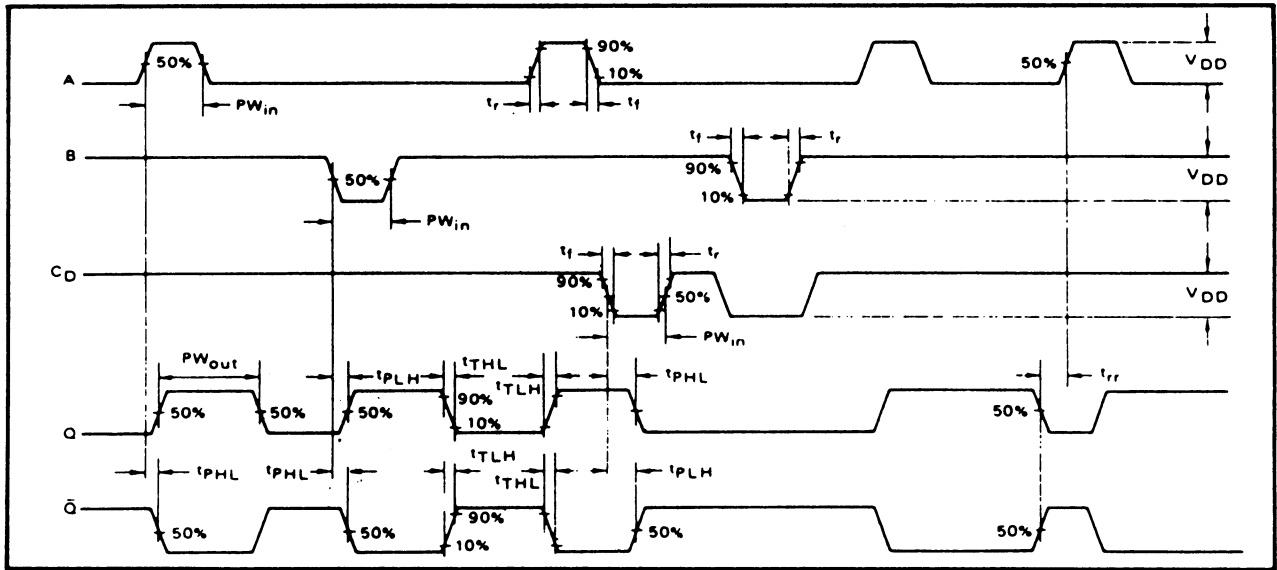 A
50%
PWin
90%
10%
tr
tf
50%
VDD
B
50%
PWin
tf
tr
90%
10%
VDD
CD
tf
tr
90%
10%
50%
PWin
VDD
PWout
tPLH
tTHL
tTLH
tPHL
trr
Q
50%
50%
50%
90%
10%
50%
tPHL
tPHL
tTLH
tTHL
tPLH
Q̄
50%
50%
90%
10%
50%
50%